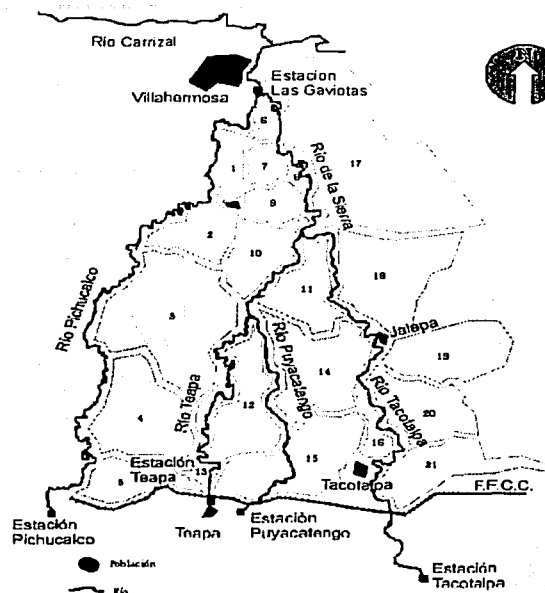 Río Carrizal
Villahermosa
Estacion
Las Gaviotas
6
1
7
Río de la Sierra
17
9
2
10
Río Pichucalco
11
18
3
Jalapa
19
Río Teapa
Río Puyacatengo
14
Río Tacotalpa
4
12
20
Estación
Teapa
13
5
15
16
Tacotalpa
21
F.F.C.C.
Estación
Pichucalco
Teapa
Estación
Puyacatengo
Población
Río
Estación
Tacotalpa